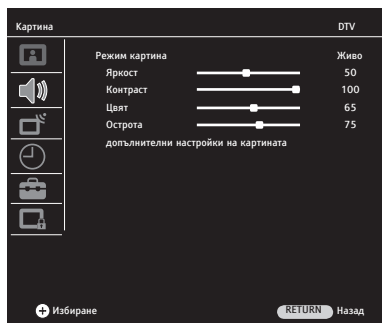 Картина DTV
Режим картина Живо
Яркост 50
Контраст 100
Цвят 65
Острота 75
допълнителни настройки на картината
Избиране RETURN Назад